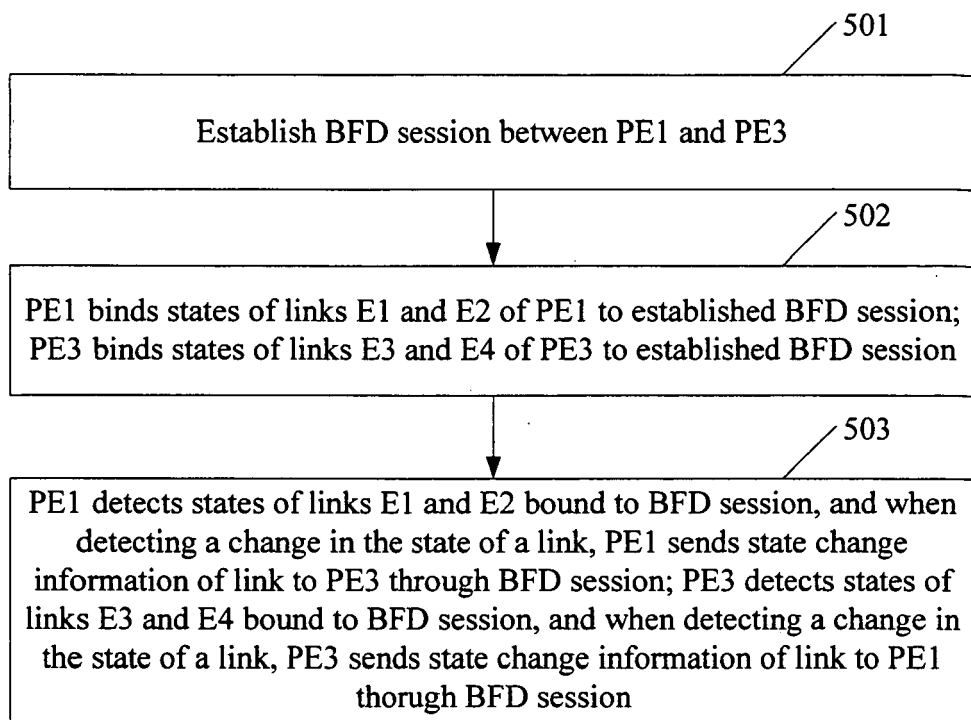 501
Establish BFD session between PE1 and PE3
502
PE1 binds states of links E1 and E2 of PE1 to established BFD session;
PE3 binds states of links E3 and E4 of PE3 to established BFD session
503
PE1 detects states of links E1 and E2 bound to BFD session, and when
detecting a change in the state of a link, PE1 sends state change
information of link to PE3 through BFD session; PE3 detects states of
links E3 and E4 bound to BFD session, and when detecting a change in
the state of a link, PE3 sends state change information of link to PE1
thorugh BFD session